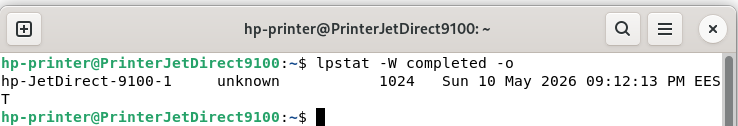 hp-printer@PrinterJetDirect9100: ~
hp-printer@PrinterJetDirect9100:~$ lpstat -W completed -o
hp-JetDirect-9100-1     unknown           1024   Sun 10 May 2026 09:12:13 PM EES
T
hp-printer@PrinterJetDirect9100:~$